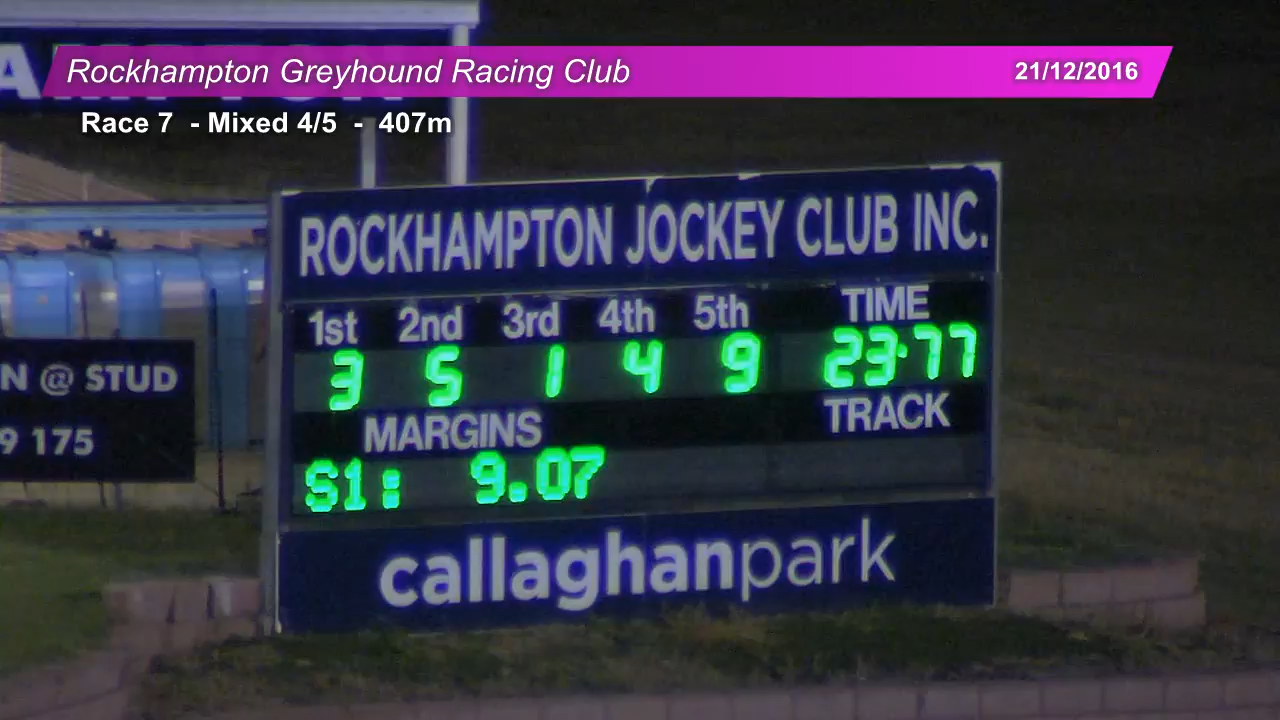 Rockhampton Greyhound Racing Club 21/12/2016
Race 7 - Mixed 4/5 - 407m
ROCKHAMPTON JOCKEY CLUB INC.
1st 2nd 3rd 4th 5th TIME
3 5 1 4 9 23.77
MARGINS TRACK
S1: 9.07
N @ STUD
9 175
callaghanpark